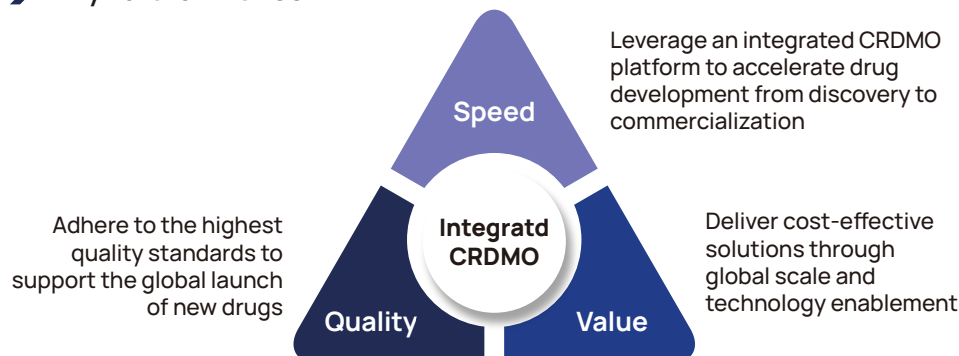 Speed
Leverage an integrated CRDMO
platform to accelerate drug
development from discovery to
commercialization
Integratd
CRDMO
Adhere to the highest
quality standards to
support the global launch
of new drugs
Quality
Deliver cost-effective
solutions through
global scale and
technology enablement
Value